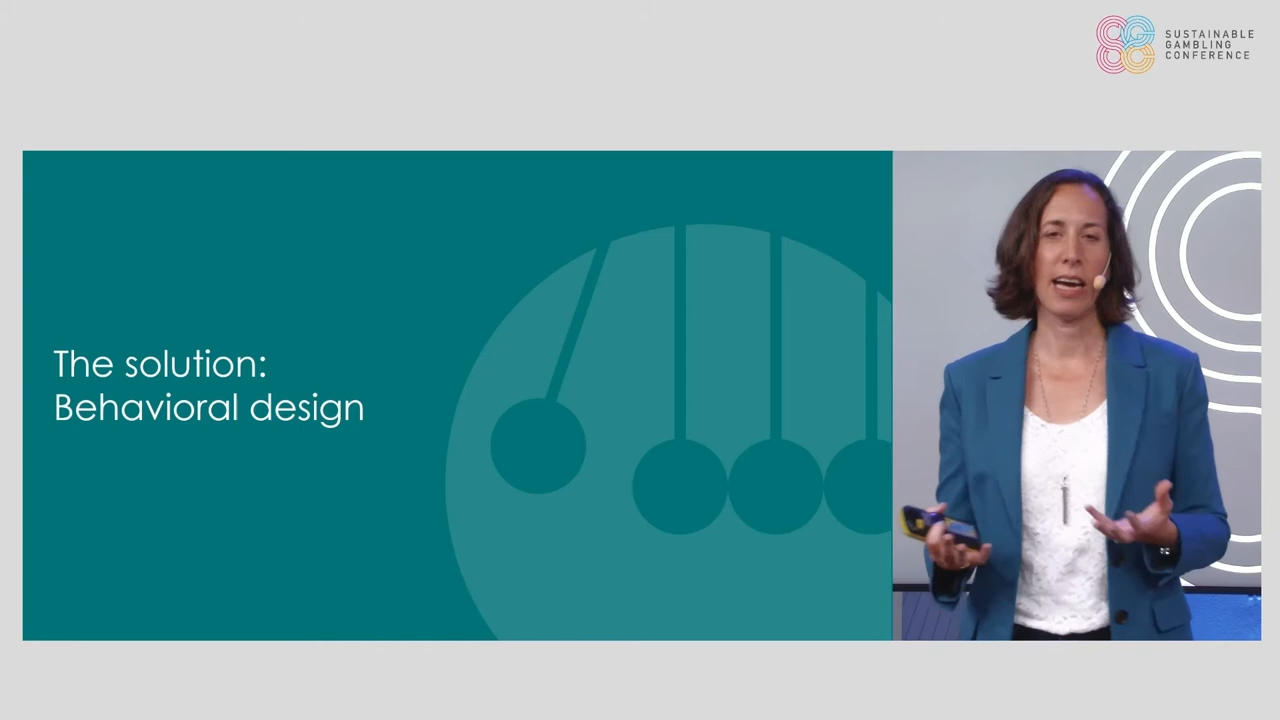 SUSTAINABLE
GAMBLING
CONFERENCE
The solution:
Behavioral design